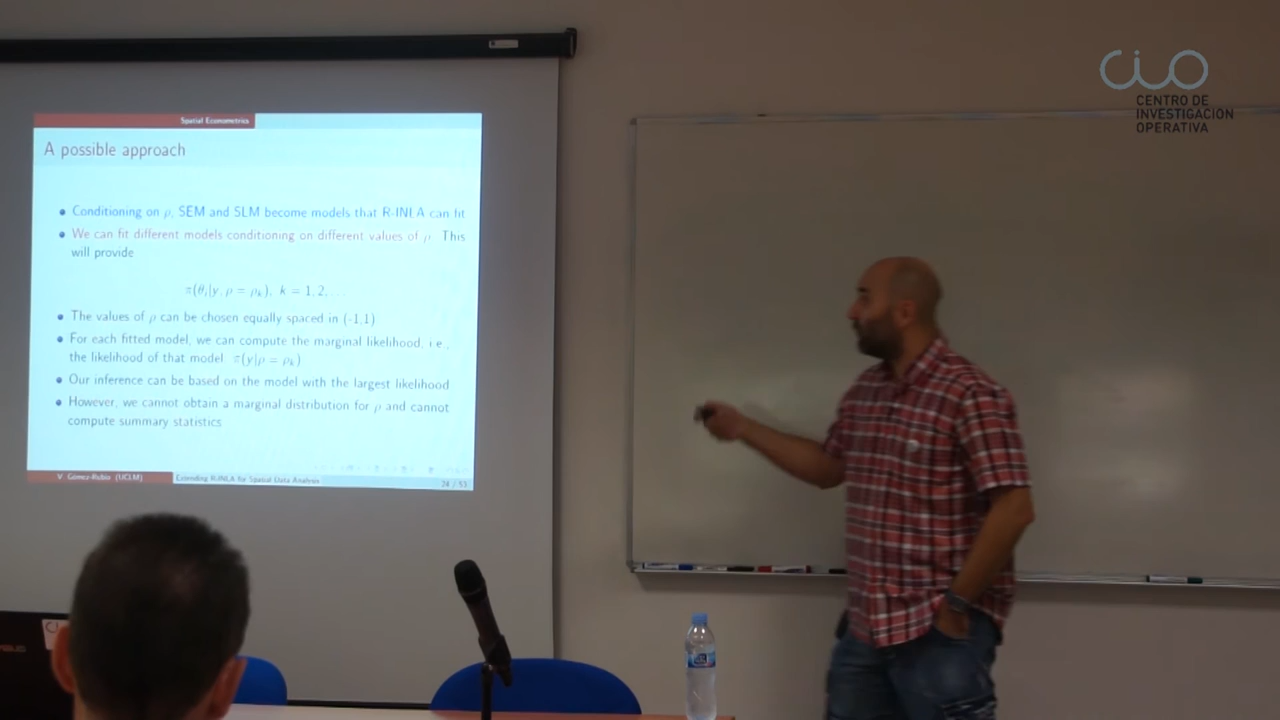 Spatial Econometrics
A possible approach
Conditioning on ρ, SEM and SLM become models that R-INLA can fit
We can fit different models conditioning on different values of ρ. This
will provide
π(θᵢ|y, ρ = ρₖ), k = 1, 2, ...
The values of ρ can be chosen equally spaced in (-1,1)
For each fitted model, we can compute the marginal likelihood, i.e.,
the likelihood of that model π(y|ρ = ρₖ)
Our inference can be based on the model with the largest likelihood
However, we cannot obtain a marginal distribution for ρ and cannot
compute summary statistics
V. Gómez-Rubio (UCLM)
Extending R-INLA for Spatial Data Analysis
24 / 53
CIO
CENTRO DE
INVESTIGACIÓN
OPERATIVA